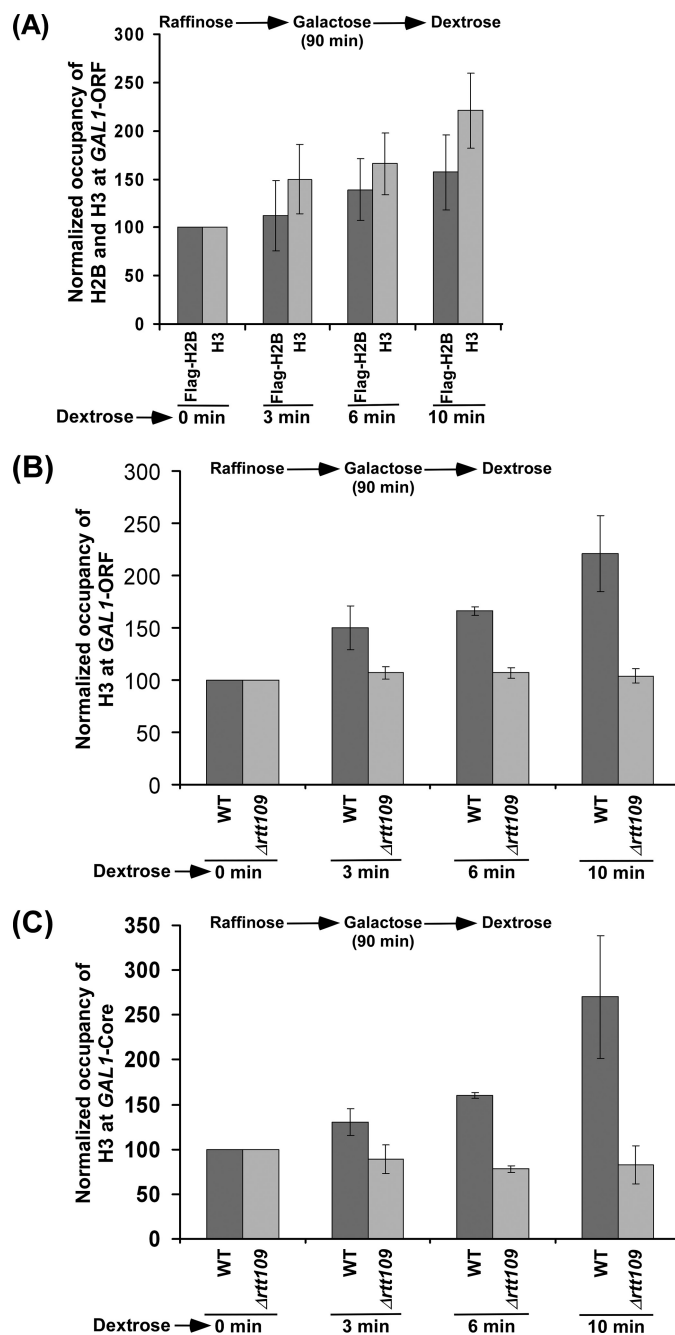 (A)
Raffinose → Galactose → Dextrose
(90 min)
Normalized occupancy of
H2B and H3 at GAL1-ORF
300
250
200
150
100
50
0
Flag-H2B H3 Flag-H2B H3 Flag-H2B H3 Flag-H2B H3
Dextrose → 0 min 3 min 6 min 10 min
(B)
Raffinose → Galactose → Dextrose
(90 min)
Normalized occupancy of
H3 at GAL1-ORF
300
250
200
150
100
50
0
WT Δrtt109 WT Δrtt109 WT Δrtt109 WT Δrtt109
Dextrose → 0 min 3 min 6 min 10 min
(C)
Raffinose → Galactose → Dextrose
(90 min)
Normalized occupancy of
H3 at GAL1-Core
350
300
250
200
150
100
50
0
WT Δrtt109 WT Δrtt109 WT Δrtt109 WT Δrtt109
Dextrose → 0 min 3 min 6 min 10 min